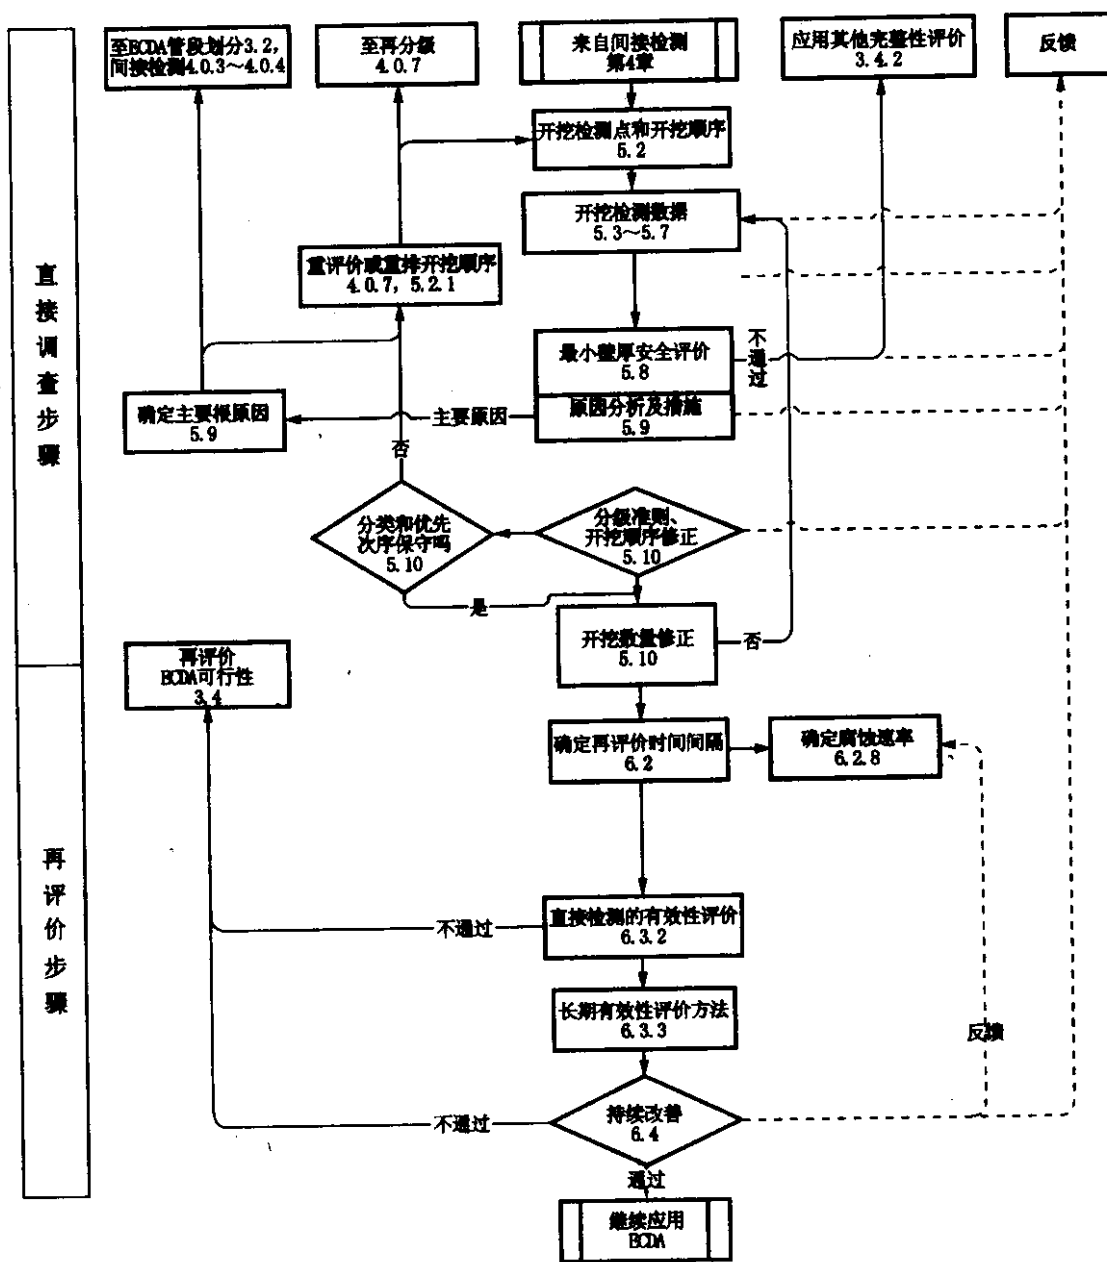 至ECDA管段划分3.2,
间接检测4.0.3～4.0.4
至再分级
4.0.7
来自间接检测
第4章
应用其他完整性评价
3.4.2
反馈
开挖检测点和开挖顺序
5.2
开挖检测数据
5.3～5.7
重评价或重排开挖顺序
4.0.7, 5.2.1
直接调查步骤
最小壁厚安全评价
5.8
不通过
原因分析及措施
5.9
主要原因
确定主要根原因
5.9
否
分类和优先
次序保守吗
5.10
分级准则、
开挖顺序修正
5.10
是
开挖数量修正
5.10
否
再评价
ECDA可行性
3.4
确定再评价时间间隔
6.2
确定腐蚀速率
6.2.8
再评价步骤
直接检测的有效性评价
6.3.2
不通过
长期有效性评价方法
6.3.3
反馈
持续改善
6.4
不通过
通过
继续应用
ECDA